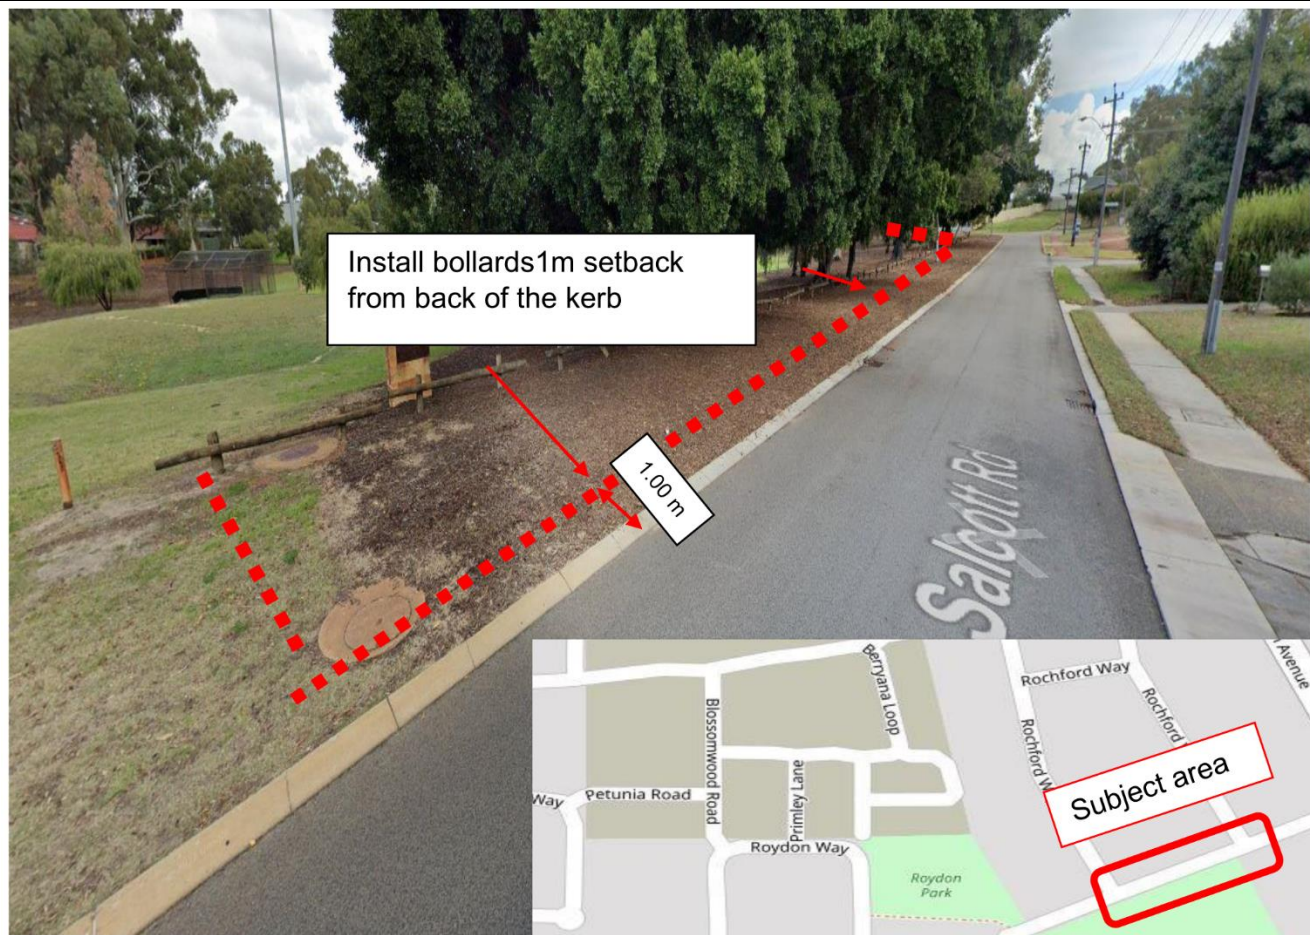 Install bollards1m setback
from back of the kerb
1.00 m
Salcott Rd
Rochford Way
Berryana Loop
Blossomwood Road
Rochford W
Rochford
Avenue
Subject area
Way
Petunia Road
Primley Lane
Roydon Way
Roydon
Park